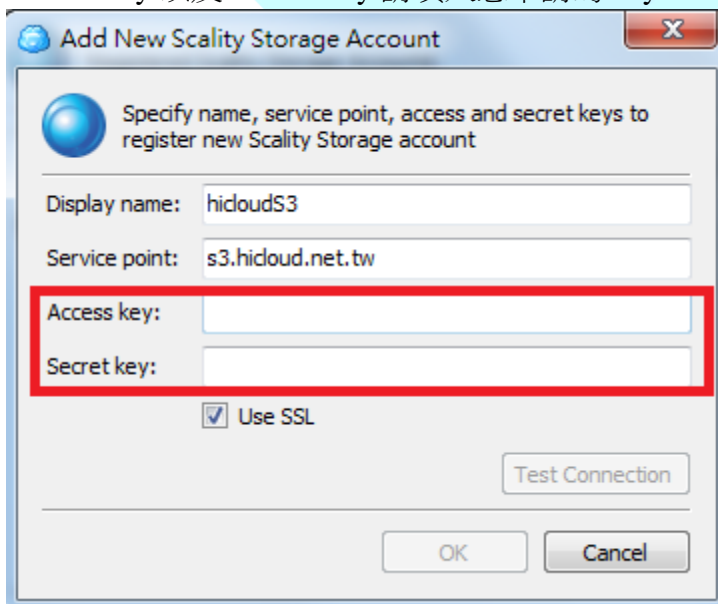 Add New Scality Storage Account
Specify name, service point, access and secret keys to
register new Scality Storage account
Display name:
hicloudS3
Service point:
s3.hicloud.net.tw
Access key:
Secret key:
Use SSL
Test Connection
OK
Cancel